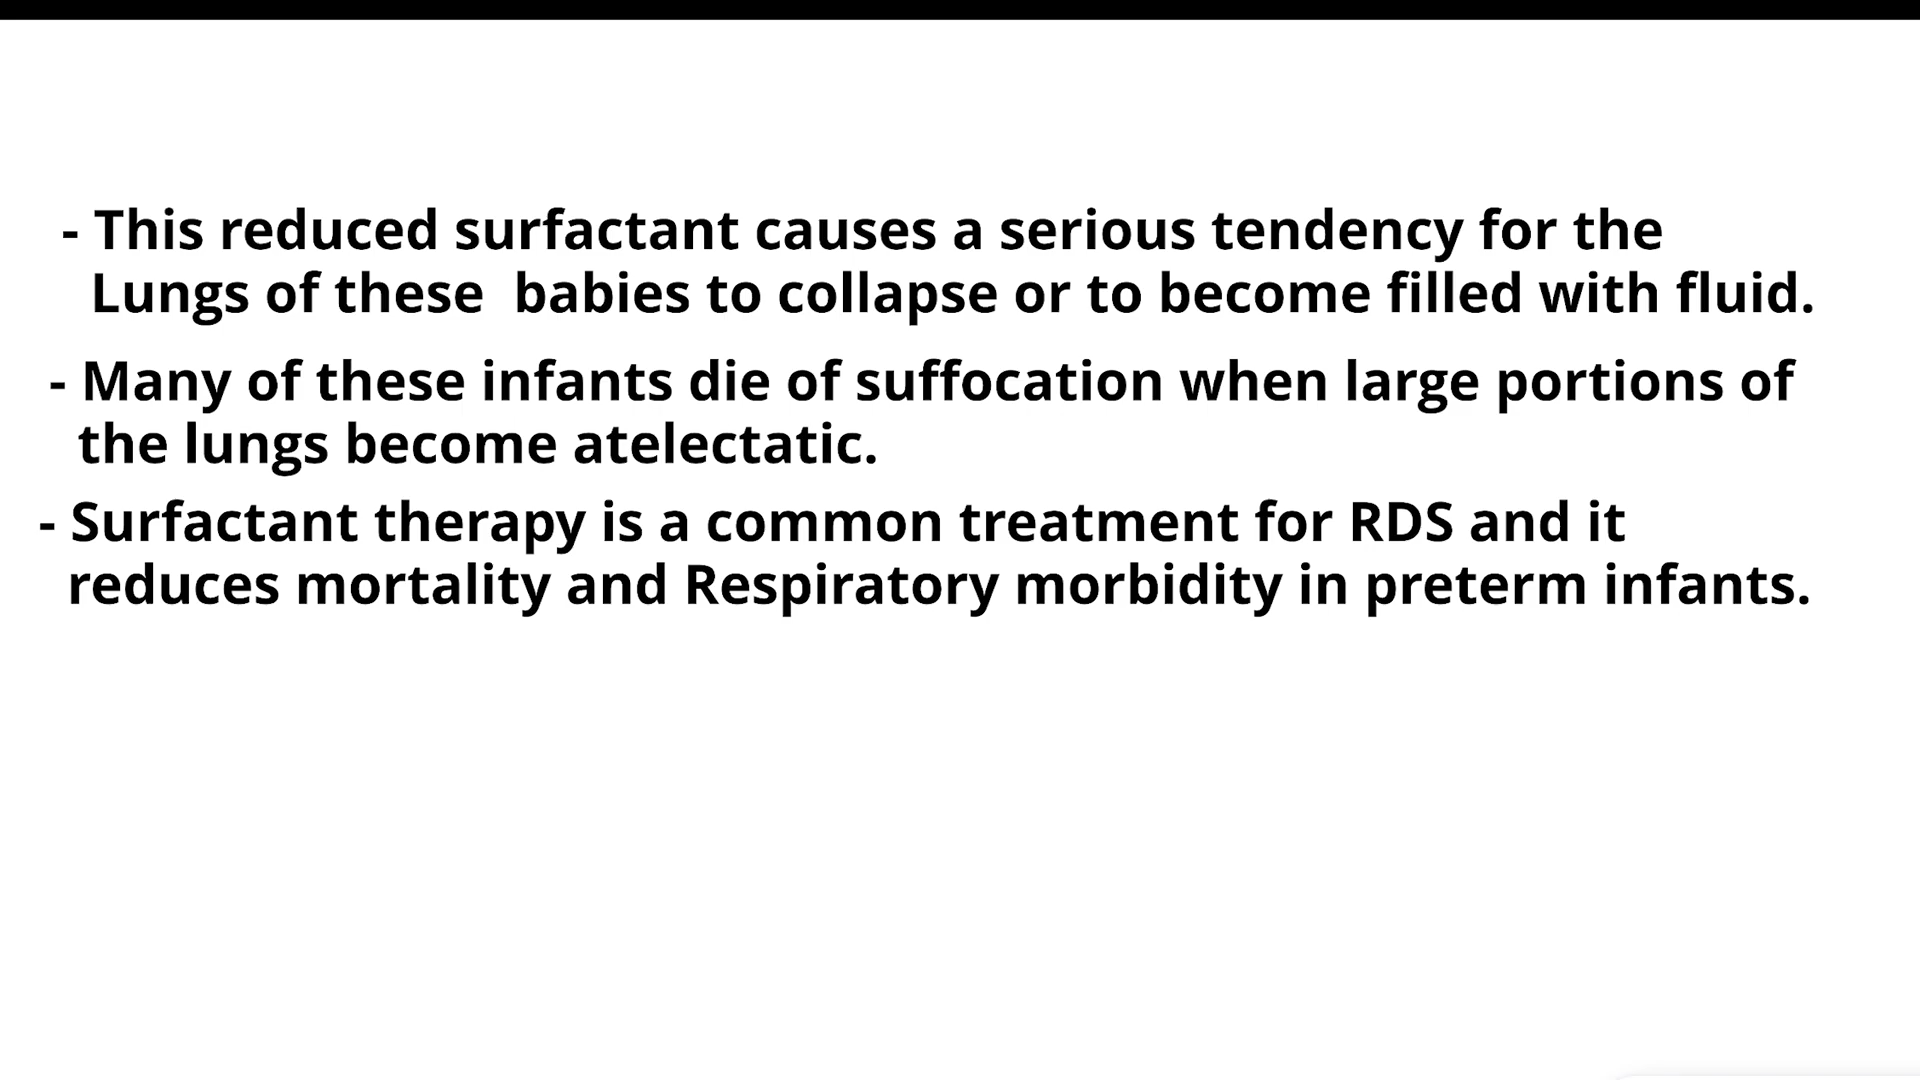 - This reduced surfactant causes a serious tendency for the
Lungs of these  babies to collapse or to become filled with fluid.
- Many of these infants die of suffocation when large portions of
the lungs become atelectatic.
- Surfactant therapy is a common treatment for RDS and it
reduces mortality and Respiratory morbidity in preterm infants.